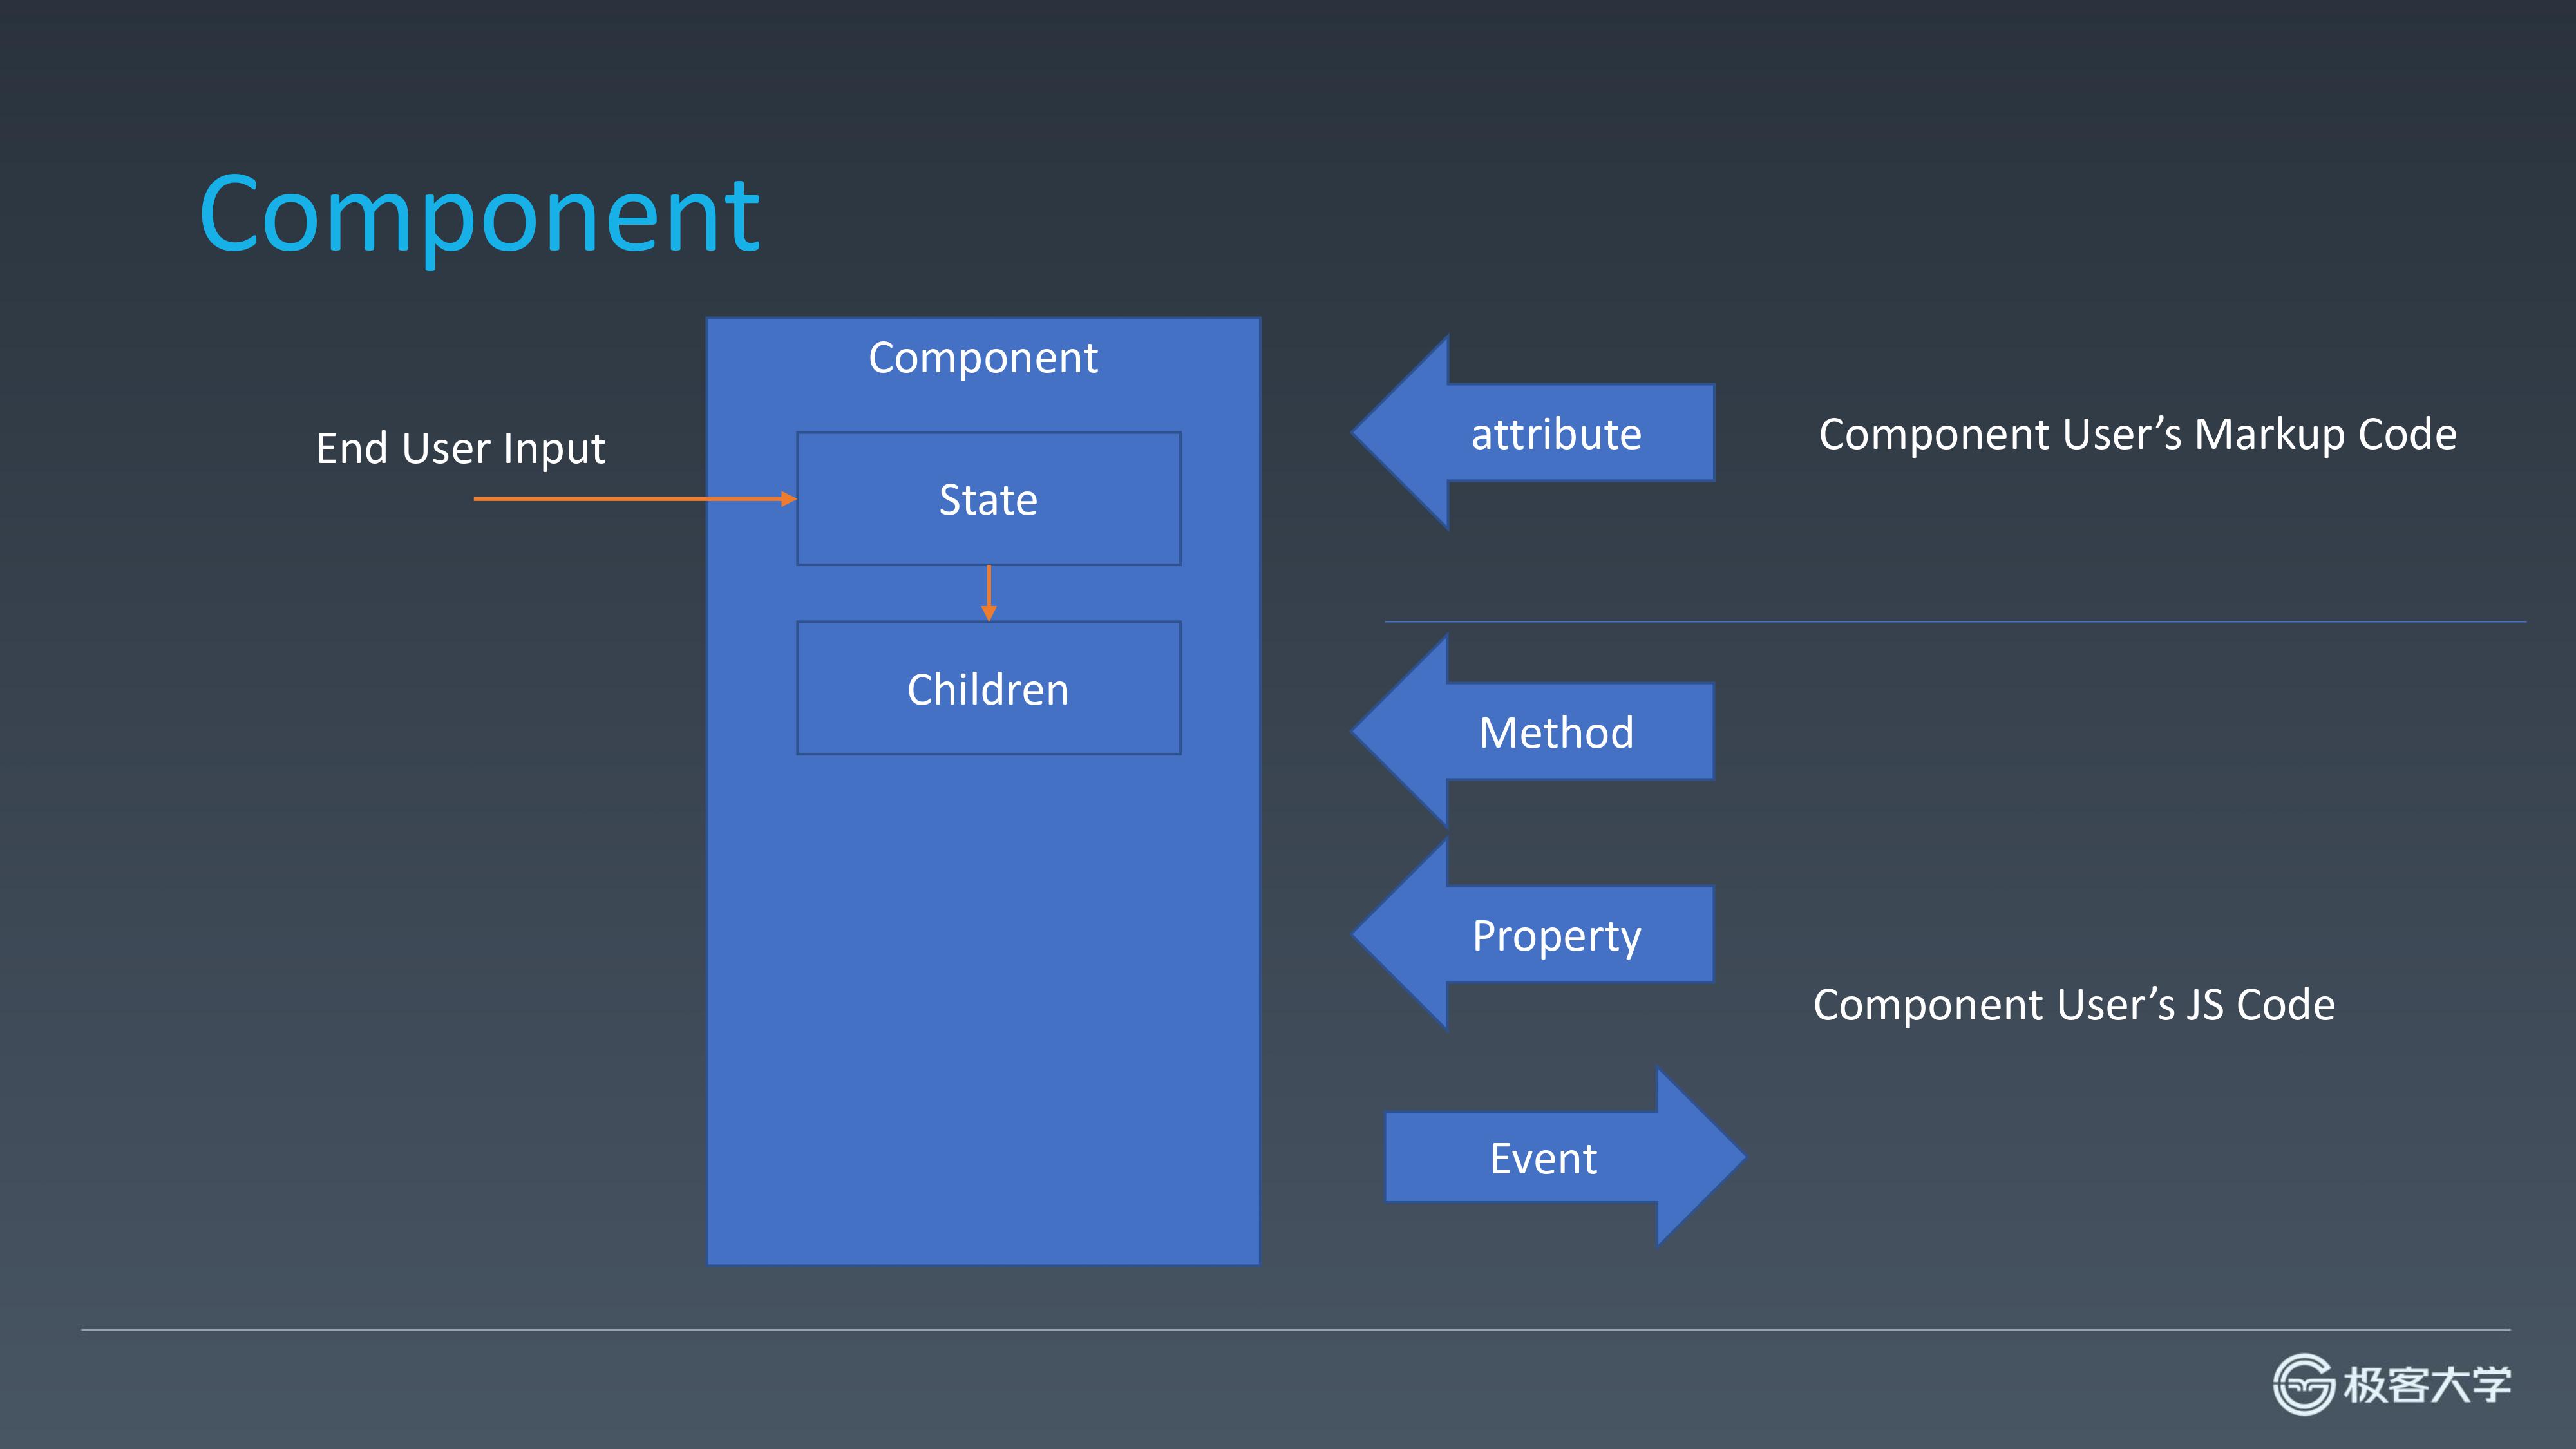 Component
Component
End User Input
State
Children
attribute
Component User’s Markup Code
Method
Property
Component User’s JS Code
Event
极客大学